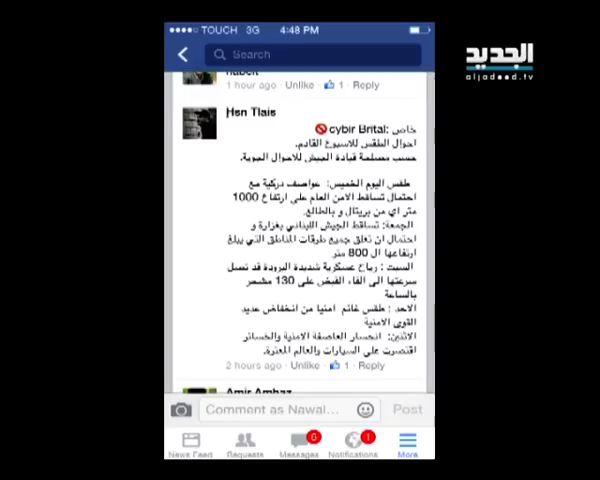 TOUCH 3G 4:48 PM
Search
الجديد
aljadeed.tv
1 hour ago · Unlike · 1 · Reply
Hsn Tlais
خاص :cybir Brital
احوال الطقس للاسبوع القادم.
حسب مصلحة قيادة الجيش للاحوال الجوية.
طقس اليوم الخميس: عواصف دركية مع
احتمال تساقط الامن العام على ارتفاع 1000
متر اي من بريتال و بالطالع.
الجمعة: تساقط الجيش اللبناني بغزارة و
احتمال ان تغلق جميع طرقات المناطق التي يبلغ
ارتفاعها ال 800 متر
السبت : رياح عسكرية شديدة البرودة قد تصل
سرعتها الى القاء القبض على 130 مشمر
بالساعة
الاحد : طقس غائم امنيا من انخفاض عديد
القوى الامنية
الاثنين: انحسار العاصفة الامنية والخسائر
اقتصرت على السيارات والعالم المعترة.
2 hours ago · Unlike · 1 · Reply
Amir Amhaz
Comment as Nawal... Post
6 1
News Feed Requests Messages Notifications More